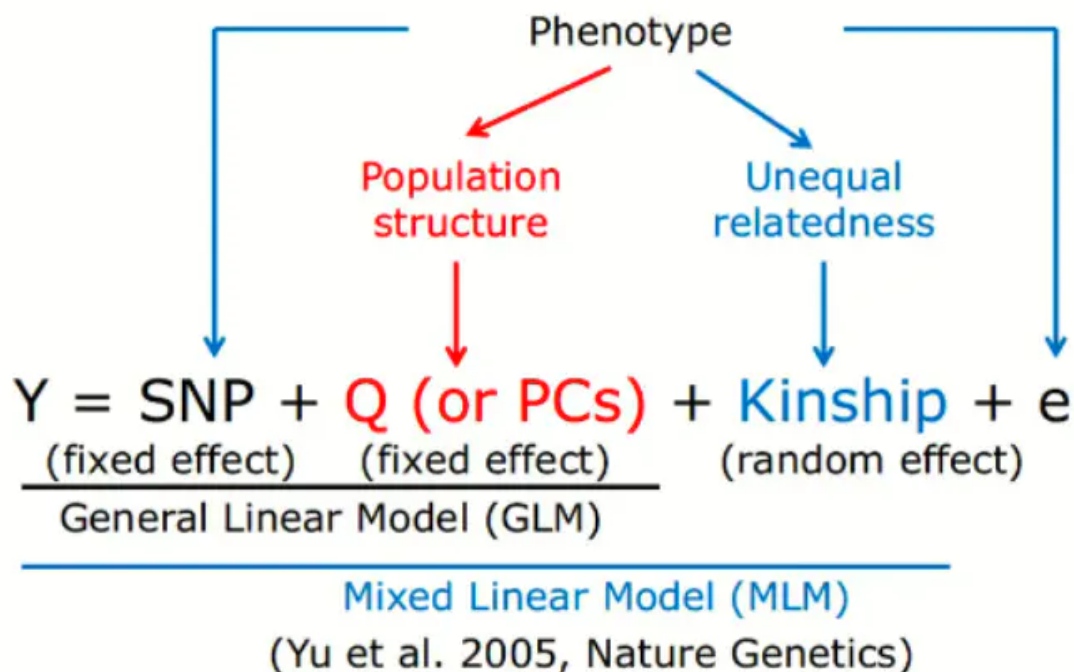 Phenotype
Population
structure
Unequal
relatedness
Y = SNP + Q (or PCs) + Kinship + e
(fixed effect) (fixed effect) (random effect)
General Linear Model (GLM)
Mixed Linear Model (MLM)
(Yu et al. 2005, Nature Genetics)